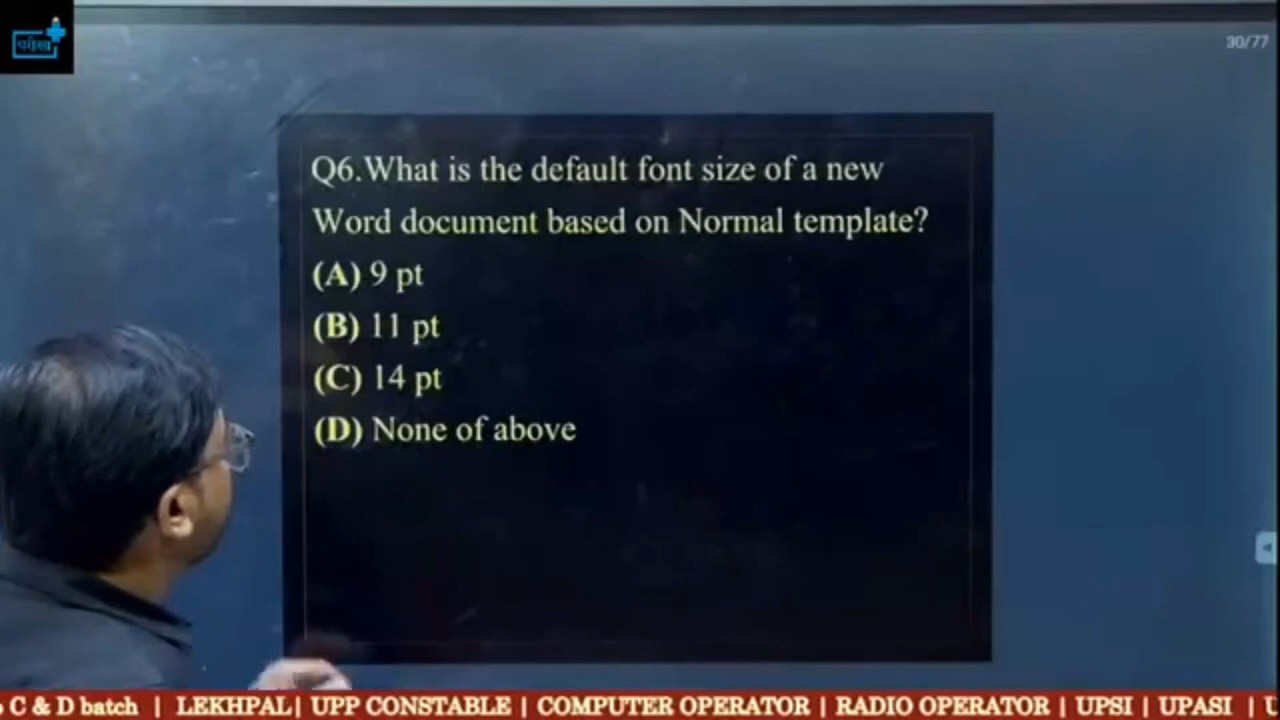 परीक्षा
30/77
Q6.What is the default font size of a new
Word document based on Normal template?
(A) 9 pt
(B) 11 pt
(C) 14 pt
(D) None of above
C & D batch | LEKHPAL| UPP CONSTABLE | COMPUTER OPERATOR | RADIO OPERATOR | UPSI | UPASI | U